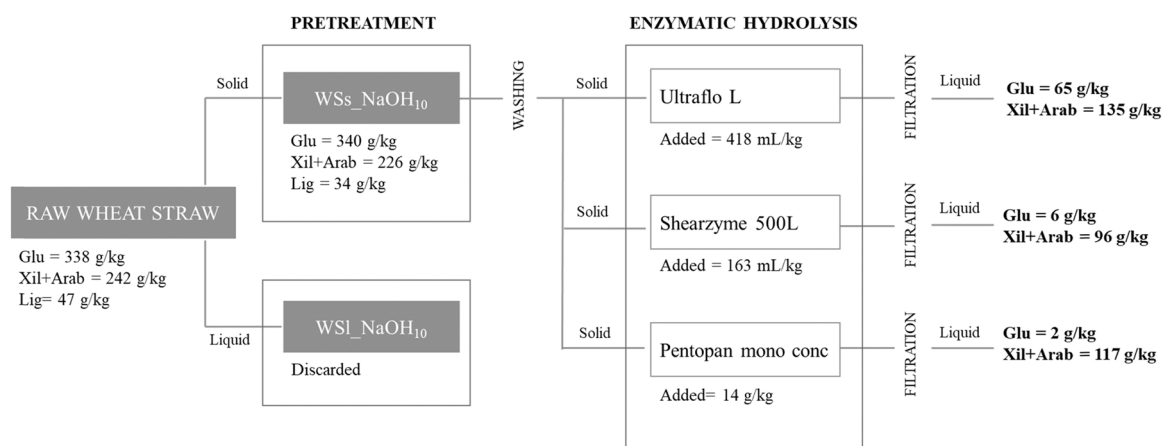 PRETREATMENT
ENZYMATIC HYDROLYSIS
RAW WHEAT STRAW
Glu = 338 g/kg
Xil+Arab = 242 g/kg
Lig= 47 g/kg
Solid
WSs_NaOH₁₀
Glu = 340 g/kg
Xil+Arab = 226 g/kg
Lig = 34 g/kg
Liquid
WSl_NaOH₁₀
Discarded
WASHING
Solid
Ultraflo L
Added = 418 mL/kg
FILTRATION
Liquid
Glu = 65 g/kg
Xil+Arab = 135 g/kg
Solid
Shearzyme 500L
Added = 163 mL/kg
FILTRATION
Liquid
Glu = 6 g/kg
Xil+Arab = 96 g/kg
Solid
Pentopan mono conc
Added= 14 g/kg
FILTRATION
Liquid
Glu = 2 g/kg
Xil+Arab = 117 g/kg